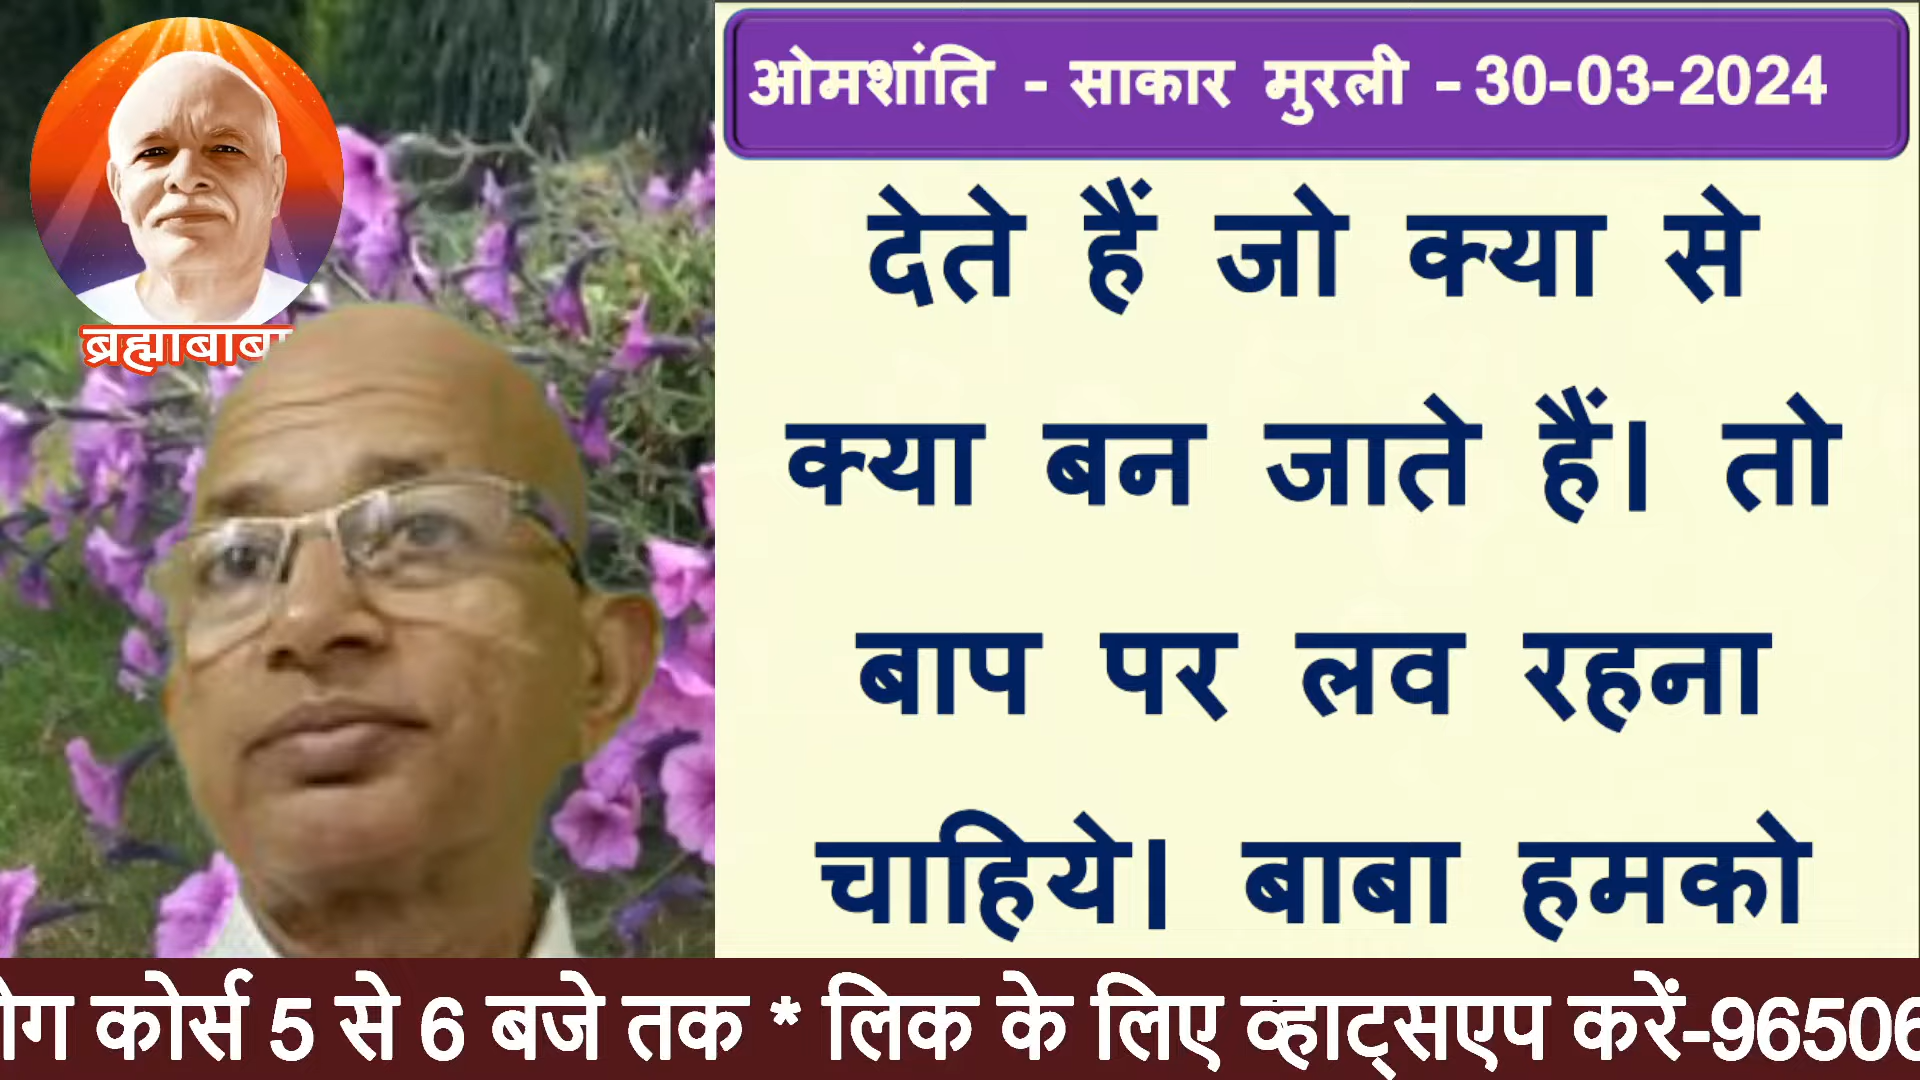 ब्रह्माबाबा
ओमशांति - साकार मुरली - 30-03-2024
देते हैं जो क्या से
क्या बन जाते हैं। तो
बाप पर लव रहना
चाहिये। बाबा हमको
कोर्स 5 से 6 बजे तक * लिंक के लिए व्हाट्सएप करें-96506